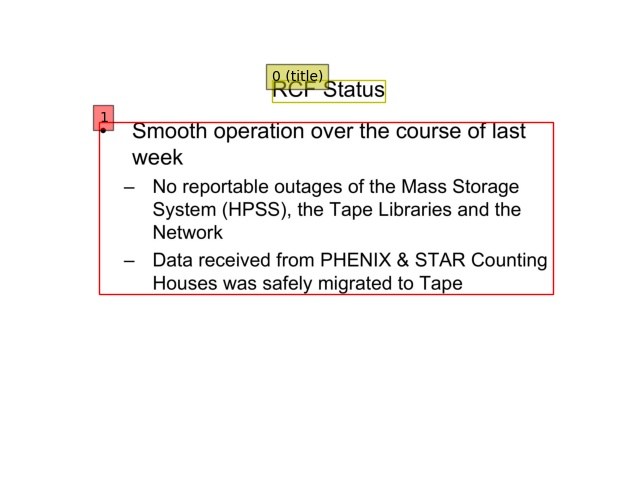 0 (title)
RCF Status
1
• Smooth operation over the course of last
week
– No reportable outages of the Mass Storage
System (HPSS), the Tape Libraries and the
Network
– Data received from PHENIX & STAR Counting
Houses was safely migrated to Tape